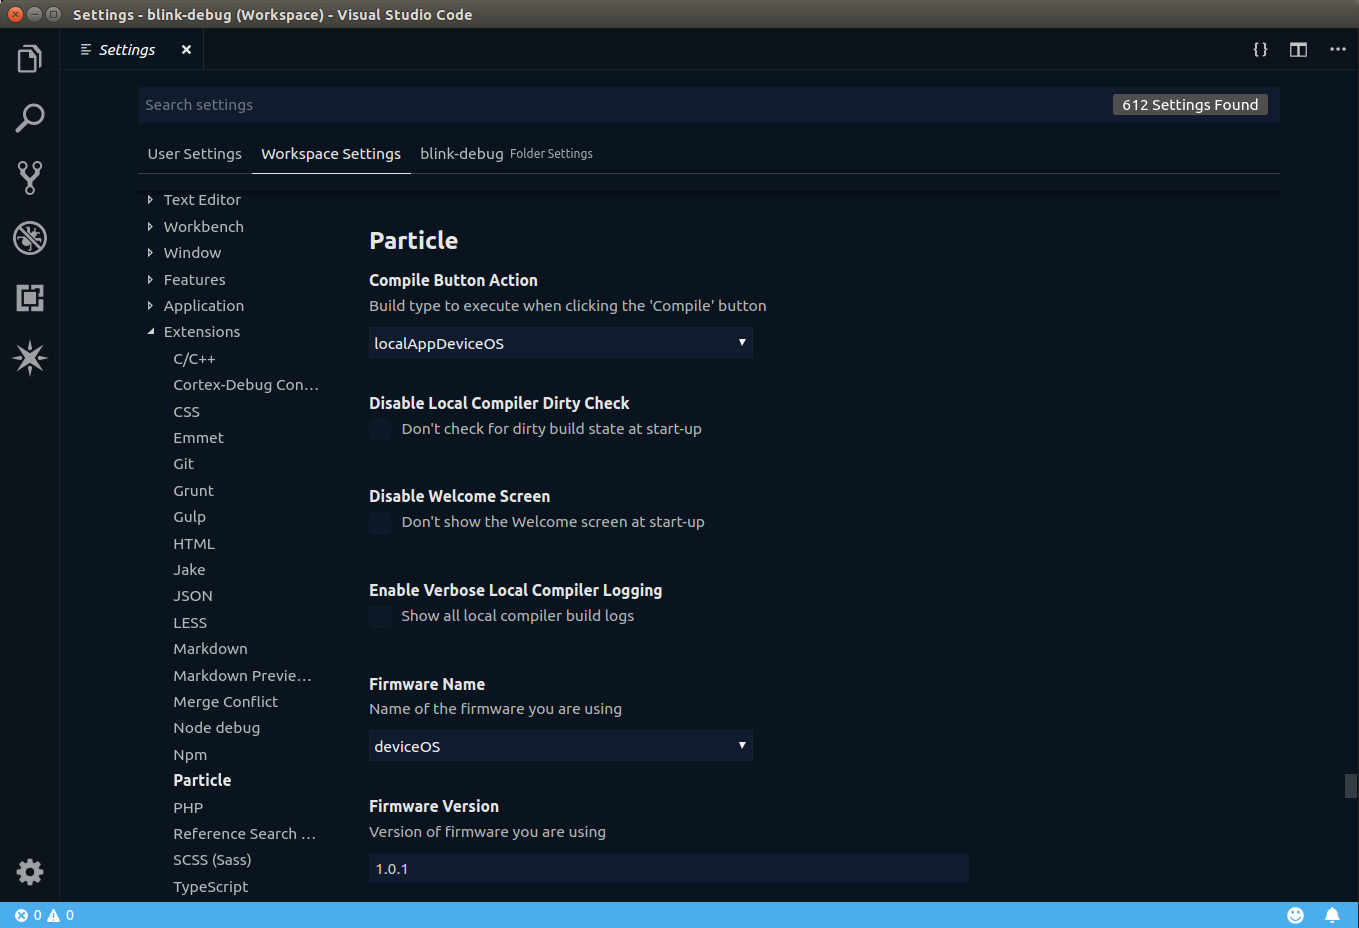 Settings - blink-debug (Workspace) - Visual Studio Code
Settings
Search settings
612 Settings Found
User Settings Workspace Settings blink-debug Folder Settings
Text Editor
Workbench
Window
Features
Application
Extensions
C/C++
Cortex-Debug Con…
CSS
Emmet
Git
Grunt
Gulp
HTML
Jake
JSON
LESS
Markdown
Markdown Previe…
Merge Conflict
Node debug
Npm
Particle
PHP
Reference Search …
SCSS (Sass)
TypeScript
Particle
Compile Button Action
Build type to execute when clicking the 'Compile' button
localAppDeviceOS
Disable Local Compiler Dirty Check
Don't check for dirty build state at start-up
Disable Welcome Screen
Don't show the Welcome screen at start-up
Enable Verbose Local Compiler Logging
Show all local compiler build logs
Firmware Name
Name of the firmware you are using
deviceOS
Firmware Version
Version of firmware you are using
1.0.1
0 0